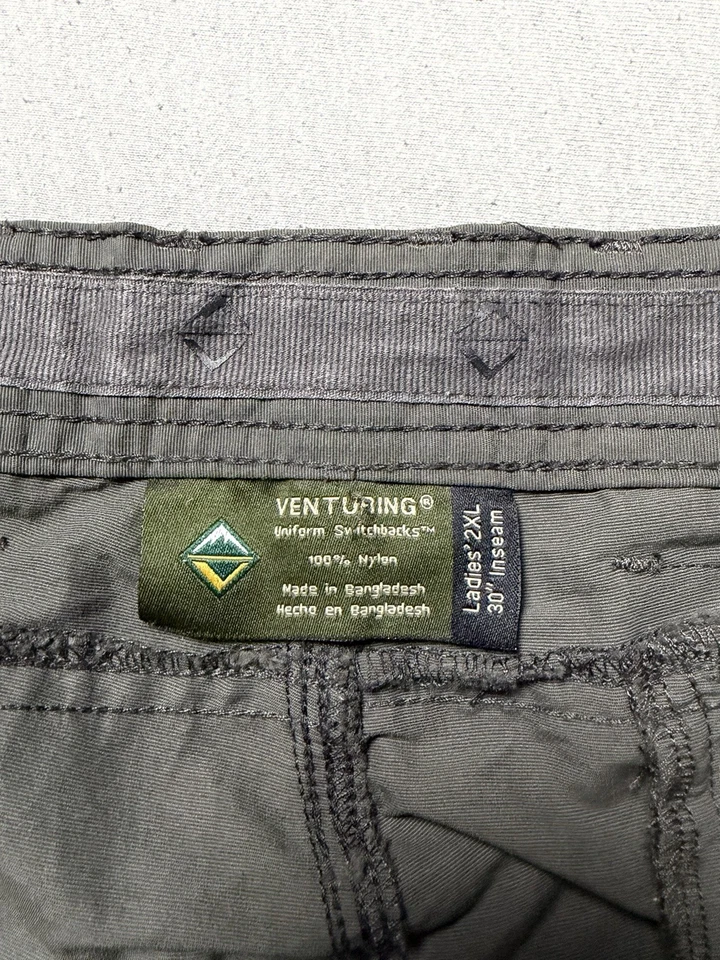 VENTURING®
Uniform Switchbacks™
100% Nylon
Made in Bangladesh
Hecho en Bangladesh
Ladies' 2XL
30" Inseam